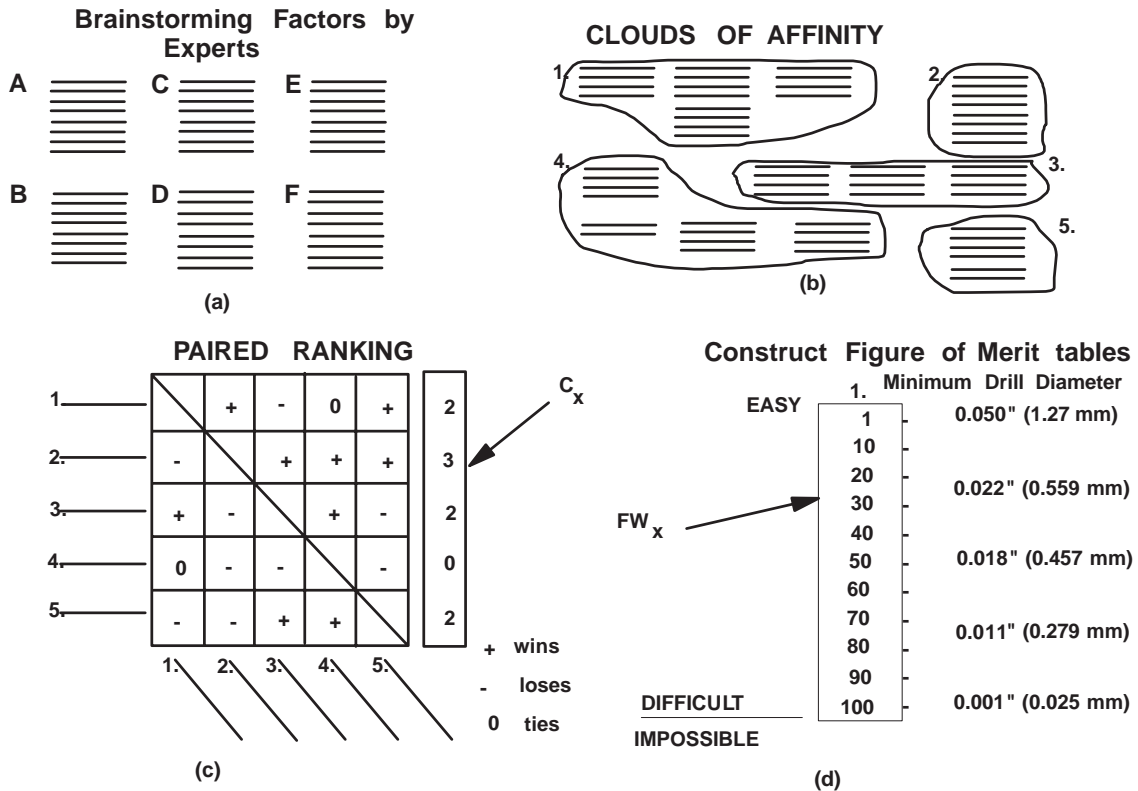 Brainstorming Factors by
Experts
A
C
E
B
D
F
(a)
CLOUDS OF AFFINITY
1.
2.
4.
3.
5.
(b)
PAIRED RANKING
1 + - 0 + 2
2. - + + + 3
3. + - + - 2
4. 0 - - - 0
5. - - + + 2
1. 2. 3. 4. 5.
C x
+ wins
- loses
0 ties
(c)
Construct Figure of Merit tables
Minimum Drill Diameter
1.
EASY
1 0.050" (1.27 mm)
10
20
0.022" (0.559 mm)
30
FW x
40
50 0.018" (0.457 mm)
60
70
0.011" (0.279 mm)
80
90
DIFFICULT 100 0.001" (0.025 mm)
IMPOSSIBLE
(d)